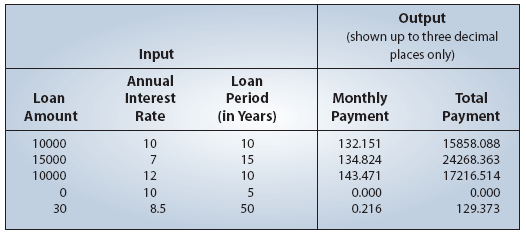 Output
(shown up to three decimal
places only)
Input
Loan Amount
Annual Interest Rate
Loan Period (in Years)
Monthly Payment
Total Payment
10000 10 10 132.151 15858.088
15000 7 15 134.824 24268.363
10000 12 10 143.471 17216.514
0 10 5 0.000 0.000
30 8.5 50 0.216 129.373